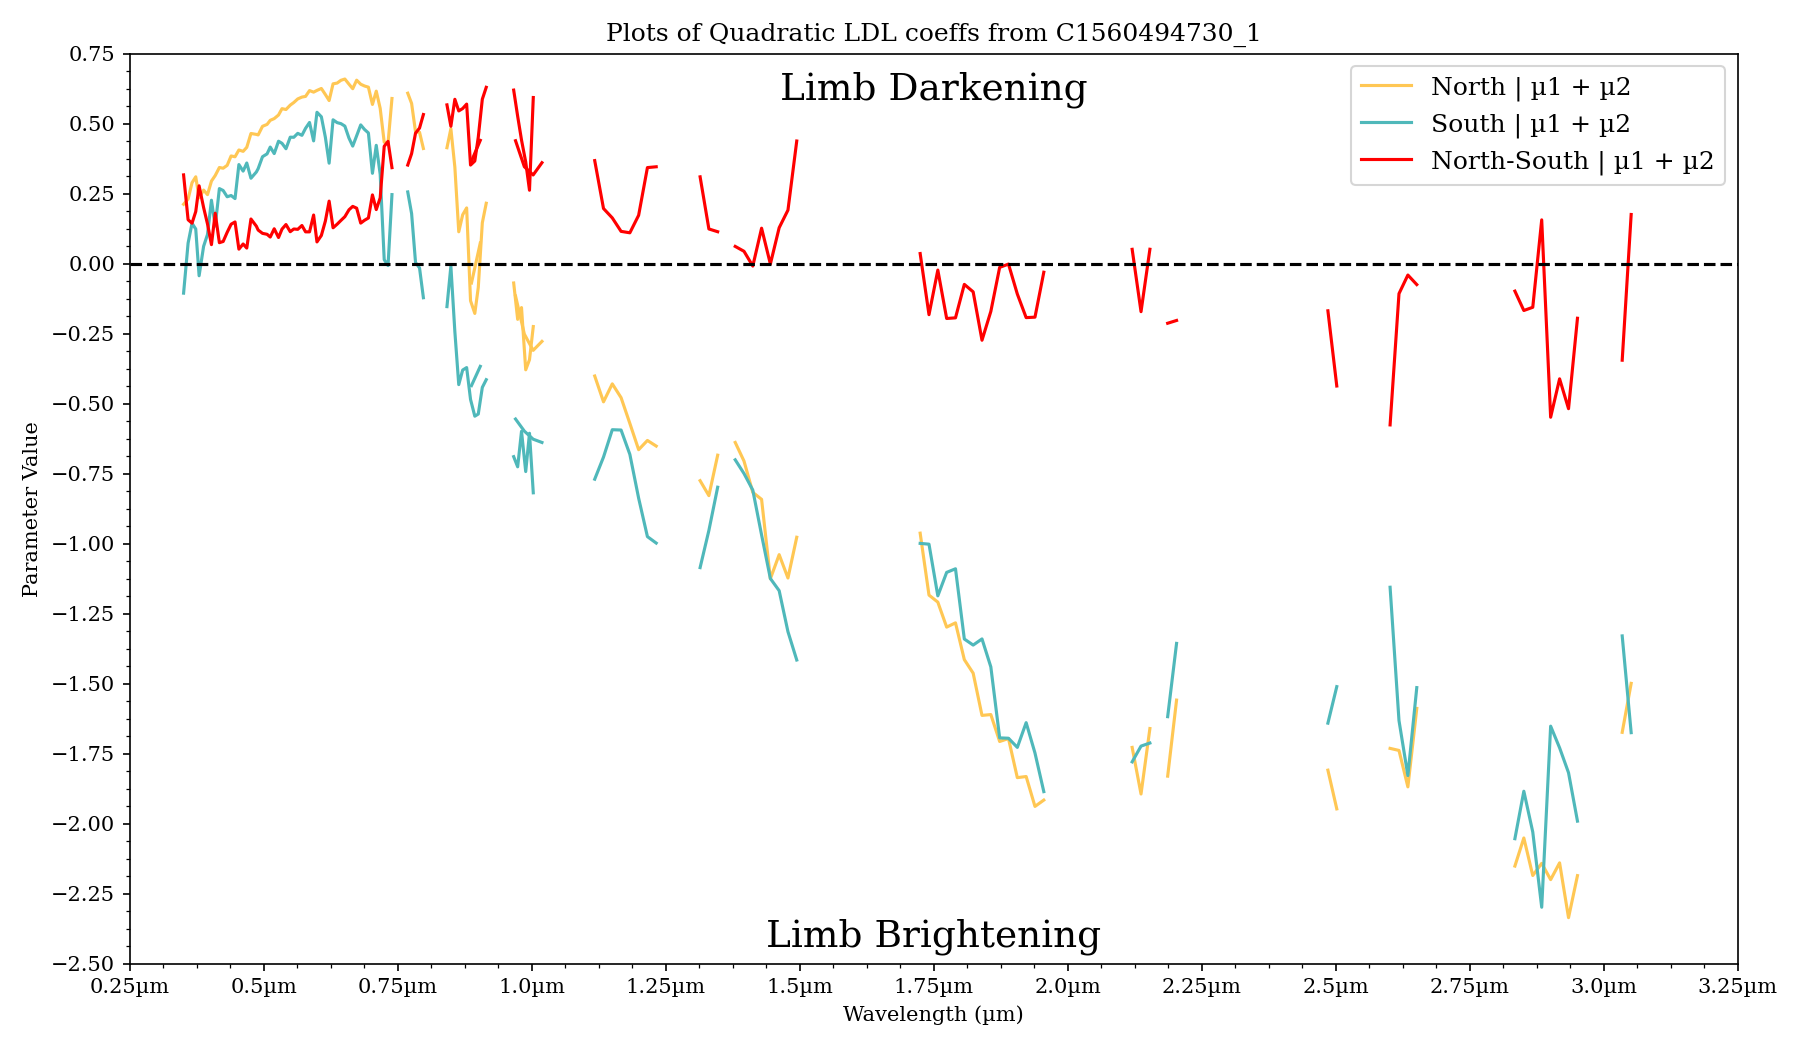 Plots of Quadratic LDL coeffs from C1560494730_1
Limb Darkening
North | µ1 + µ2
South | µ1 + µ2
North-South | µ1 + µ2
0.75
0.50
0.25
0.00
−0.25
−0.50
−0.75
−1.00
−1.25
−1.50
−1.75
−2.00
−2.25
−2.50
Parameter Value
Limb Brightening
0.25µm 0.5µm 0.75µm 1.0µm 1.25µm 1.5µm 1.75µm 2.0µm 2.25µm 2.5µm 2.75µm 3.0µm 3.25µm
Wavelength (µm)